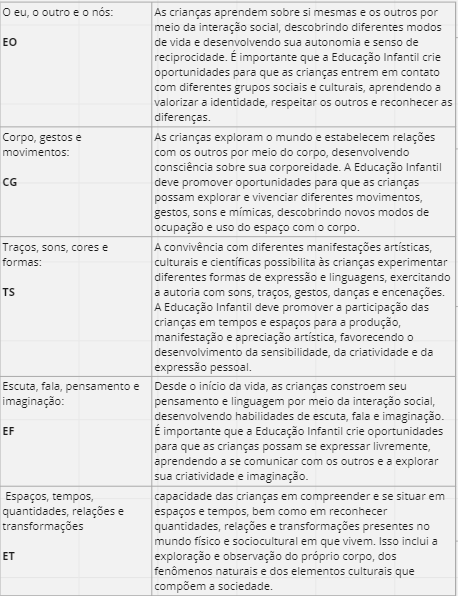 O eu, o outro e o nós:
EO
As crianças aprendem sobre si mesmas e os outros por
meio da interação social, descobrindo diferentes modos
de vida e desenvolvendo sua autonomia e senso de
reciprocidade. É importante que a Educação Infantil crie
oportunidades para que as crianças entrem em contato
com diferentes grupos sociais e culturais, aprendendo a
valorizar a identidade, respeitar os outros e reconhecer as
diferenças.
Corpo, gestos e
movimentos:
CG
As crianças exploram o mundo e estabelecem relações
com os outros por meio do corpo, desenvolvendo
consciência sobre sua corporeidade. A Educação Infantil
deve promover oportunidades para que as crianças
possam explorar e vivenciar diferentes movimentos,
gestos, sons e mímicas, descobrindo novos modos de
ocupação e uso do espaço com o corpo.
Traços, sons, cores e
formas:
TS
A convivência com diferentes manifestações artísticas,
culturais e científicas possibilita às crianças experimentar
diferentes formas de expressão e linguagens, exercitando
a autoria com sons, traços, gestos, danças e encenações.
A Educação Infantil deve promover a participação das
crianças em tempos e espaços para a produção,
manifestação e apreciação artística, favorecendo o
desenvolvimento da sensibilidade, da criatividade e da
expressão pessoal.
Escuta, fala, pensamento e
imaginação:
EF
Desde o início da vida, as crianças constroem seu
pensamento e linguagem por meio da interação social,
desenvolvendo habilidades de escuta, fala e imaginação.
É importante que a Educação Infantil crie oportunidades
para que as crianças possam se expressar livremente,
aprendendo a se comunicar com os outros e a explorar
sua criatividade e imaginação.
Espaços, tempos,
quantidades, relações e
transformações
ET
capacidade das crianças em compreender e se situar em
espaços e tempos, bem como em reconhecer
quantidades, relações e transformações presentes no
mundo físico e sociocultural em que vivem. Isso inclui a
exploração e observação do próprio corpo, dos
fenômenos naturais e dos elementos culturais que
compõem a sociedade.